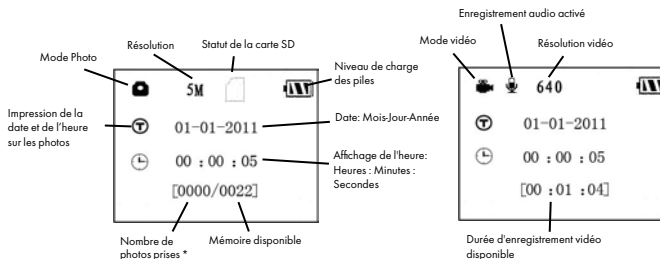 Mode Photo
Résolution
Statut de la carte SD
Niveau de charge
des piles
5M
Impression de la
date et de l'heure
sur les photos
T
01-01-2011
Date: Mois-Jour-Année
00 : 00 : 05
Affichage de l'heure:
Heures : Minutes :
Secondes
[0000/0022]
Nombre de
photos prises *
Mémoire disponible
Enregistrement audio activé
Mode vidéo
Résolution vidéo
640
T
01-01-2011
00 : 00 : 05
[00 :01 :04]
Durée d'enregistrement vidéo
disponible